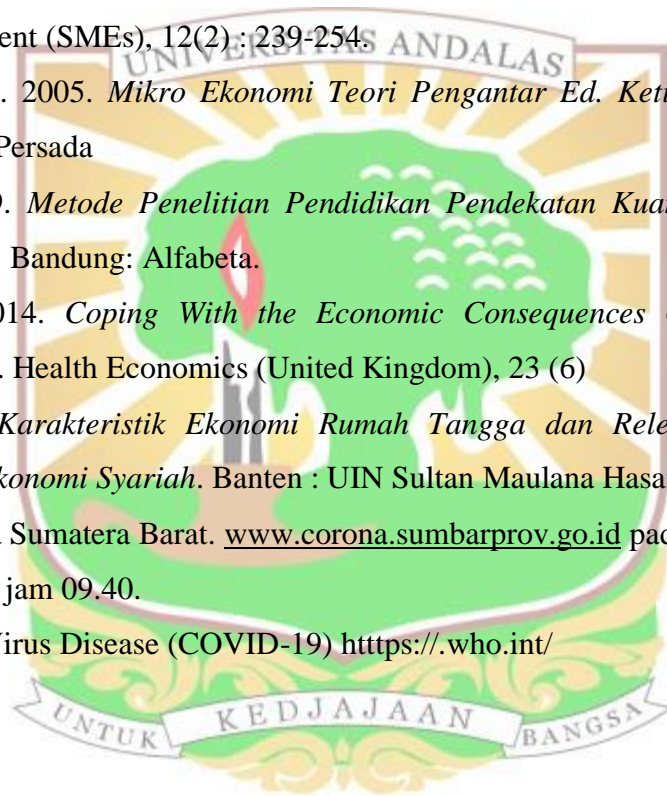 ent (SMEs), 12(2) : 239-254.
UNIVERSITAS ANDALAS
. 2005. Mikro Ekonomi Teori Pengantar Ed. Ketu
Persada
. Metode Penelitian Pendidikan Pendekatan Kuan
Bandung: Alfabeta.
014. Coping With the Economic Consequences
. Health Economics (United Kingdom), 23 (6)
Karakteristik Ekonomi Rumah Tangga dan Rele
konomi Syariah. Banten : UIN Sultan Maulana Hasa
Sumatera Barat. www.corona.sumbarprov.go.id pad
jam 09.40.
Virus Disease (COVID-19) htttps://.who.int/
UNTUK KEDJAJAAN BANGSA